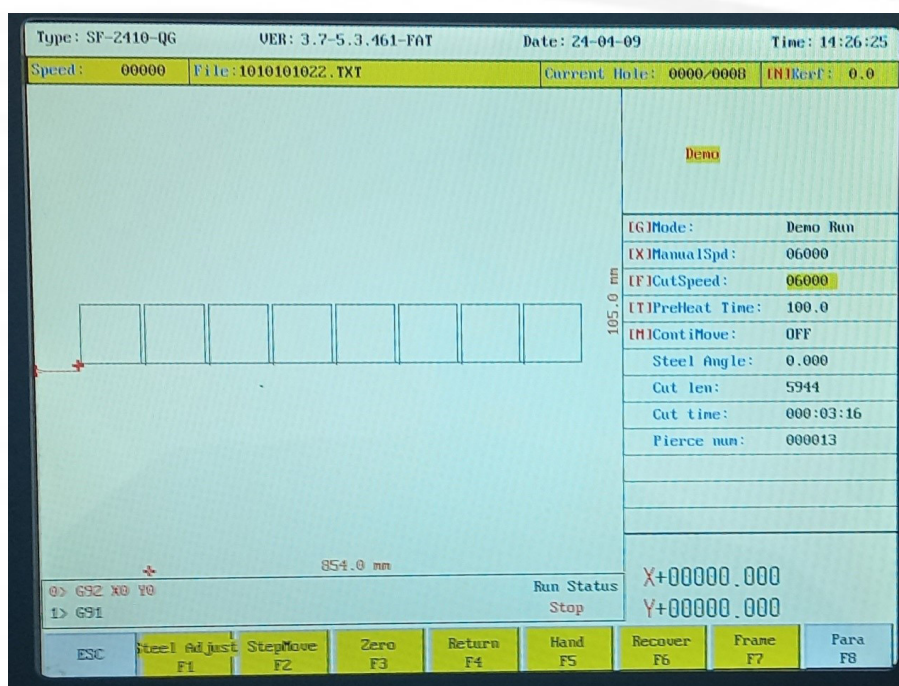 Type: SF-2410-QG VER: 3.7-5.3.461-FAT Date: 24-04-09 Time: 14:26:25
Speed: 00000 File:1010101022.TXT Current Hole: 0000/0008 [N]Kerf: 0.0
Demo
[G]Mode: Demo Run
[X]ManualSpd: 06000
[F]CutSpeed: 06000
[T]PreHeat Time: 100.0
[M]ContiMove: OFF
Steel Angle: 0.000
Cut len: 5944
Cut time: 000:03:16
Pierce num: 000013
105.0 mm
854.0 mm
0> G92 X0 Y0
1> G91
Run Status
Stop
X+00000.000
Y+00000.000
ESC Steel Adjust StepMove Zero Return Hand Recover Frame Para
F1 F2 F3 F4 F5 F6 F7 F8